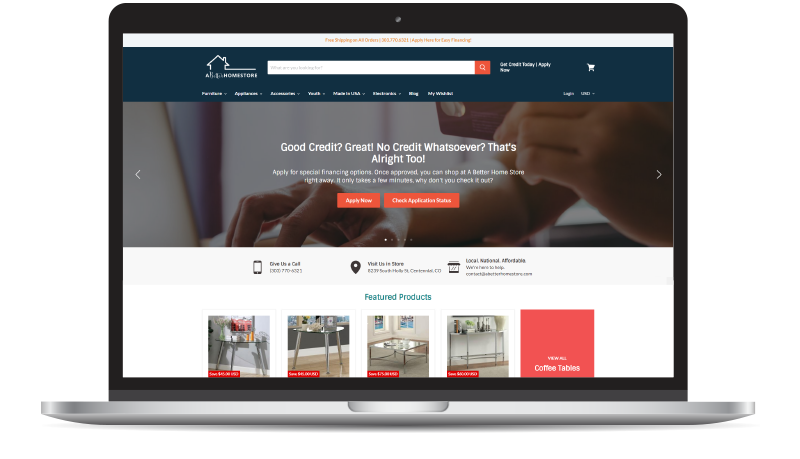 Free Shipping on All Orders | 303.770.6321 | Apply Here for Easy Financing!
A Better HOMESTORE
What are you looking for?
Get Credit Today | Apply
Now
Furniture Appliances Accessories Youth Made In USA Electronics Blog My Wishlist
Login USD
Good Credit? Great! No Credit Whatsoever? That's
Alright Too!
Apply for special financing options. Once approved, you can shop at A Better Home Store
right away. It only takes a few minutes, why don't you check it out?
Apply Now Check Application Status
Give Us a Call
(303) 770-6321
Visit Us in Store
8239 South Holly St, Centennial, CO
Local. National. Affordable.
We're here to help.
contact@abetterhomestore.com
Featured Products
Save $45.00 USD
Save $45.00 USD
Save $75.00 USD
Save $60.00 USD
VIEW ALL
Coffee Tables